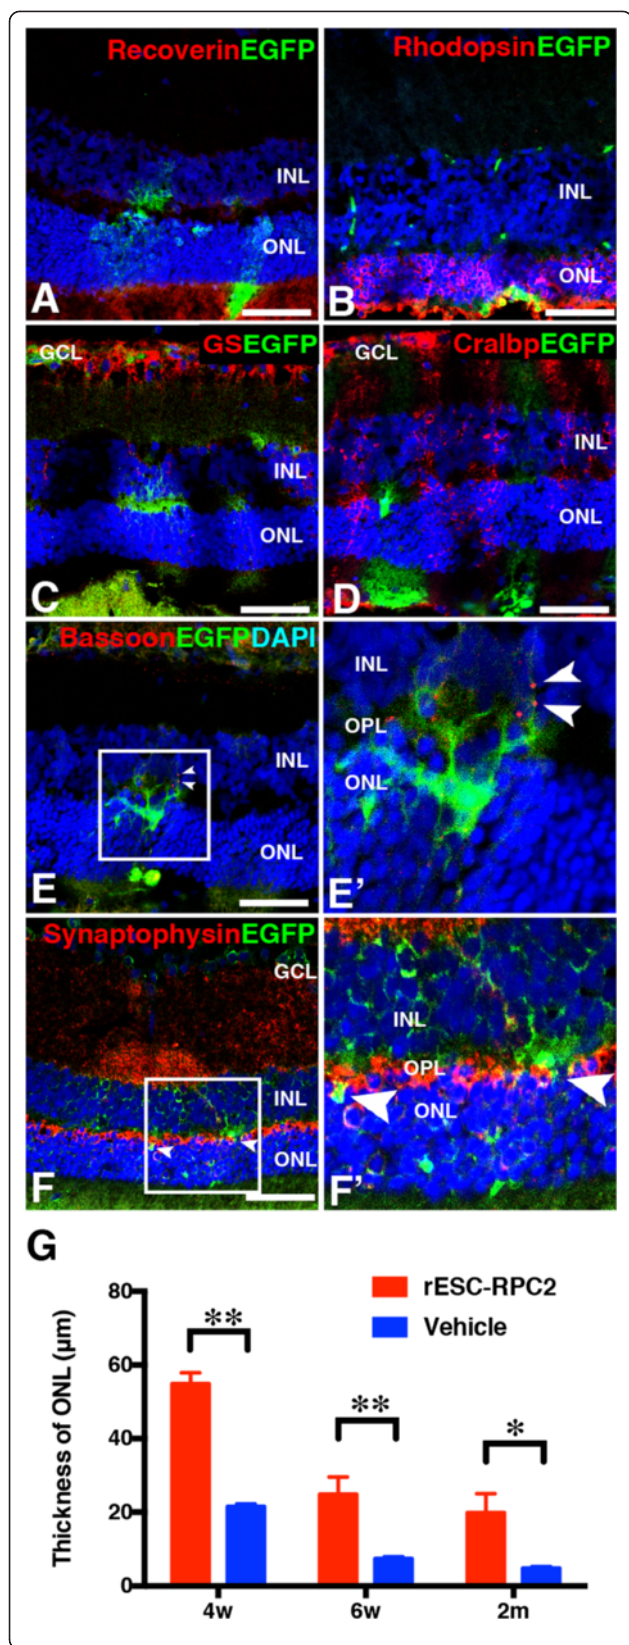 RecoverinEGFP
INL
ONL
A
RhodopsinEGFP
INL
ONL
B
GCL
GSEGFP
INL
ONL
C
GCL
CralbpEGFP
INL
ONL
D
BassoonEGFPDAPI
INL
ONL
E
INL
OPL
ONL
E'
SynaptophysinEGFP
GCL
INL
ONL
F
INL
OPL
ONL
F'
G
Thickness of ONL (μm)
80
60
40
20
0
rESC-RPC2
Vehicle
**
**
*
4w
6w
2m